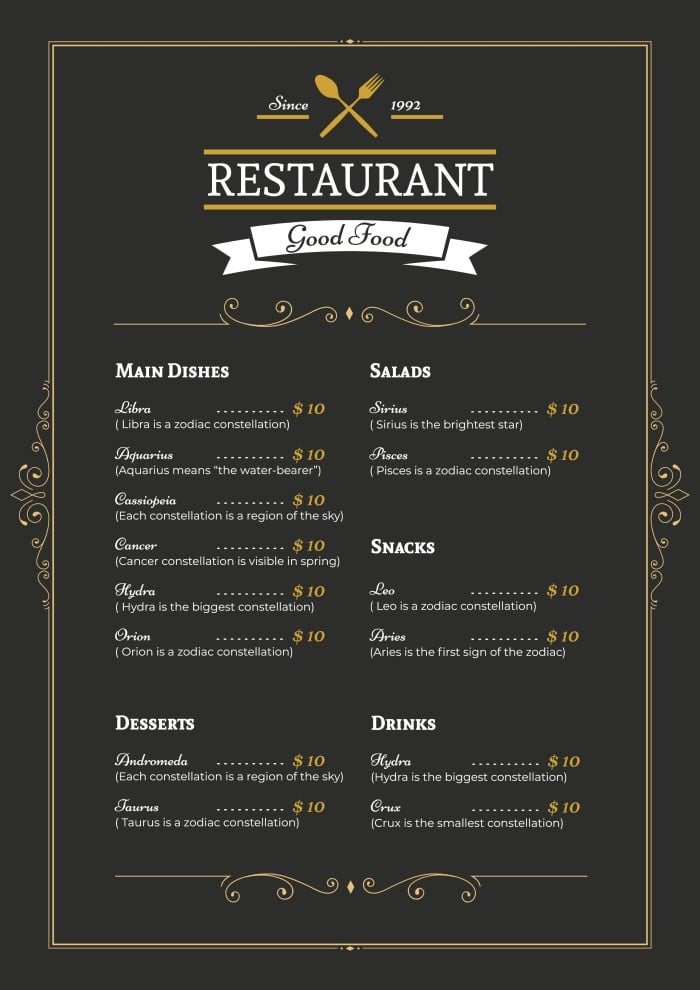 Since 1992
RESTAURANT
Good Food
MAIN DISHES
Libra .......... $ 10
( Libra is a zodiac constellation)
Aquarius .......... $ 10
(Aquarius means “the water-bearer”)
Cassiopeia .......... $ 10
(Each constellation is a region of the sky)
Cancer .......... $ 10
(Cancer constellation is visible in spring)
Hydra .......... $ 10
( Hydra is the biggest constellation)
Orion .......... $ 10
( Orion is a zodiac constellation)
SALADS
Sirius .......... $ 10
( Sirius is the brightest star)
Pisces .......... $ 10
( Pisces is a zodiac constellation)
SNACKS
Leo .......... $ 10
( Leo is a zodiac constellation)
Aries .......... $ 10
(Aries is the first sign of the zodiac)
DESSERTS
Andromeda .......... $ 10
(Each constellation is a region of the sky)
Taurus .......... $ 10
( Taurus is a zodiac constellation)
DRINKS
Hydra .......... $ 10
(Hydra is the biggest constellation)
Crux .......... $ 10
(Crux is the smallest constellation)